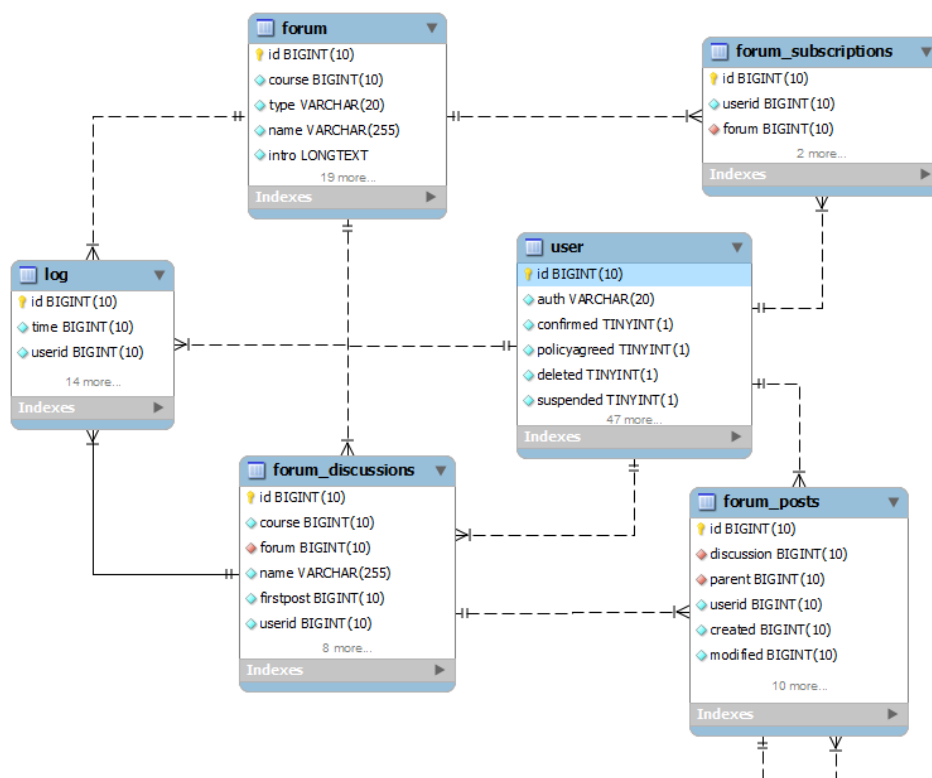 forum
id BIGINT(10)
course BIGINT(10)
type VARCHAR(20)
name VARCHAR(255)
intro LONGTEXT
19 more...
Indexes
forum_subscriptions
id BIGINT(10)
userid BIGINT(10)
forum BIGINT(10)
2 more...
Indexes
log
id BIGINT(10)
time BIGINT(10)
userid BIGINT(10)
14 more...
Indexes
user
id BIGINT(10)
auth VARCHAR(20)
confirmed TINYINT(1)
policyagreed TINYINT(1)
deleted TINYINT(1)
suspended TINYINT(1)
47 more...
Indexes
forum_discussions
id BIGINT(10)
course BIGINT(10)
forum BIGINT(10)
name VARCHAR(255)
firstpost BIGINT(10)
userid BIGINT(10)
8 more...
Indexes
forum_posts
id BIGINT(10)
discussion BIGINT(10)
parent BIGINT(10)
userid BIGINT(10)
created BIGINT(10)
modified BIGINT(10)
10 more...
Indexes